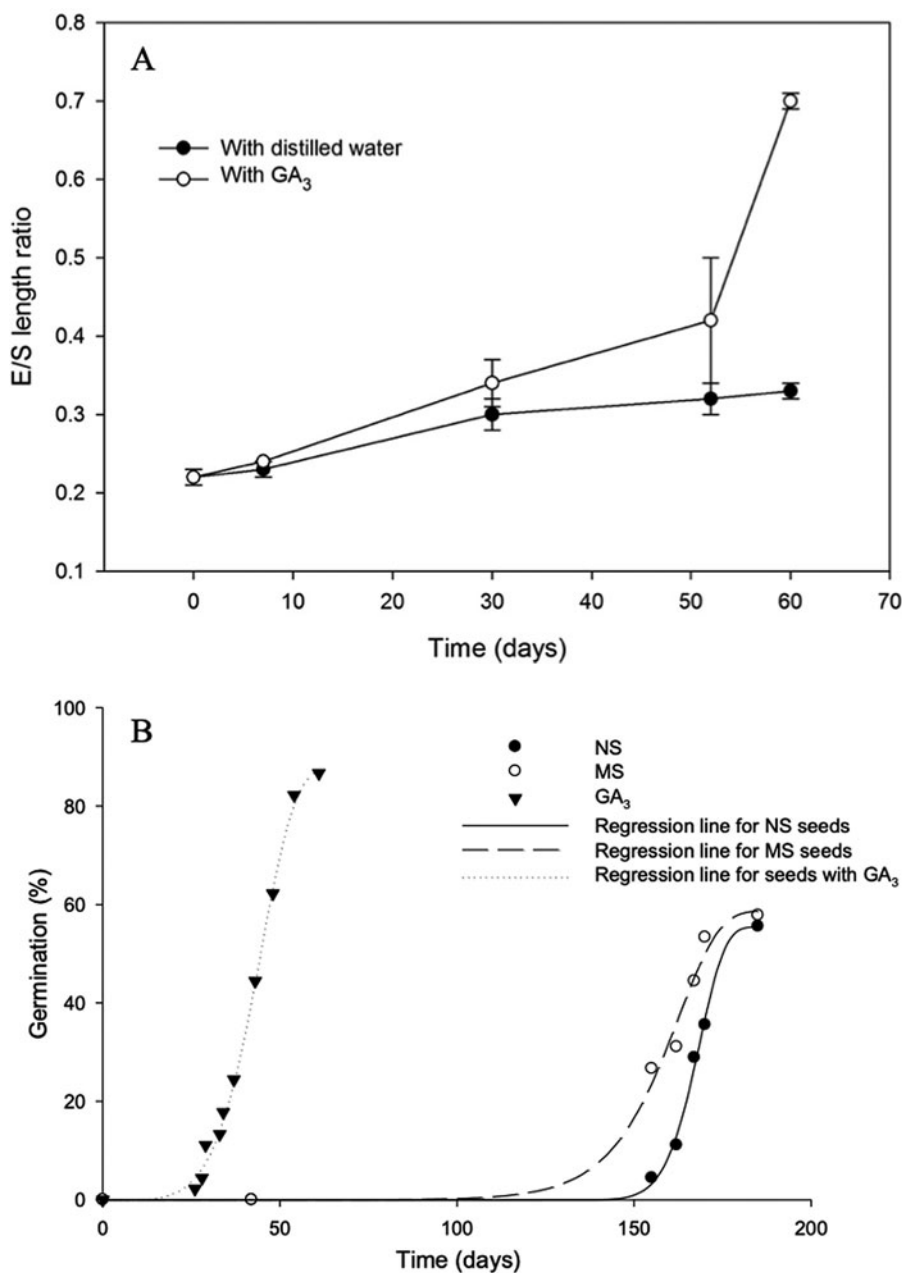 A
With distilled water
With GA3
E/S length ratio
0.8
0.7
0.6
0.5
0.4
0.3
0.2
0.1
0 10 20 30 40 50 60 70
Time (days)
B
NS
MS
GA3
Regression line for NS seeds
Regression line for MS seeds
Regression line for seeds with GA3
Germination (%)
100
80
60
40
20
0
0 50 100 150 200
Time (days)